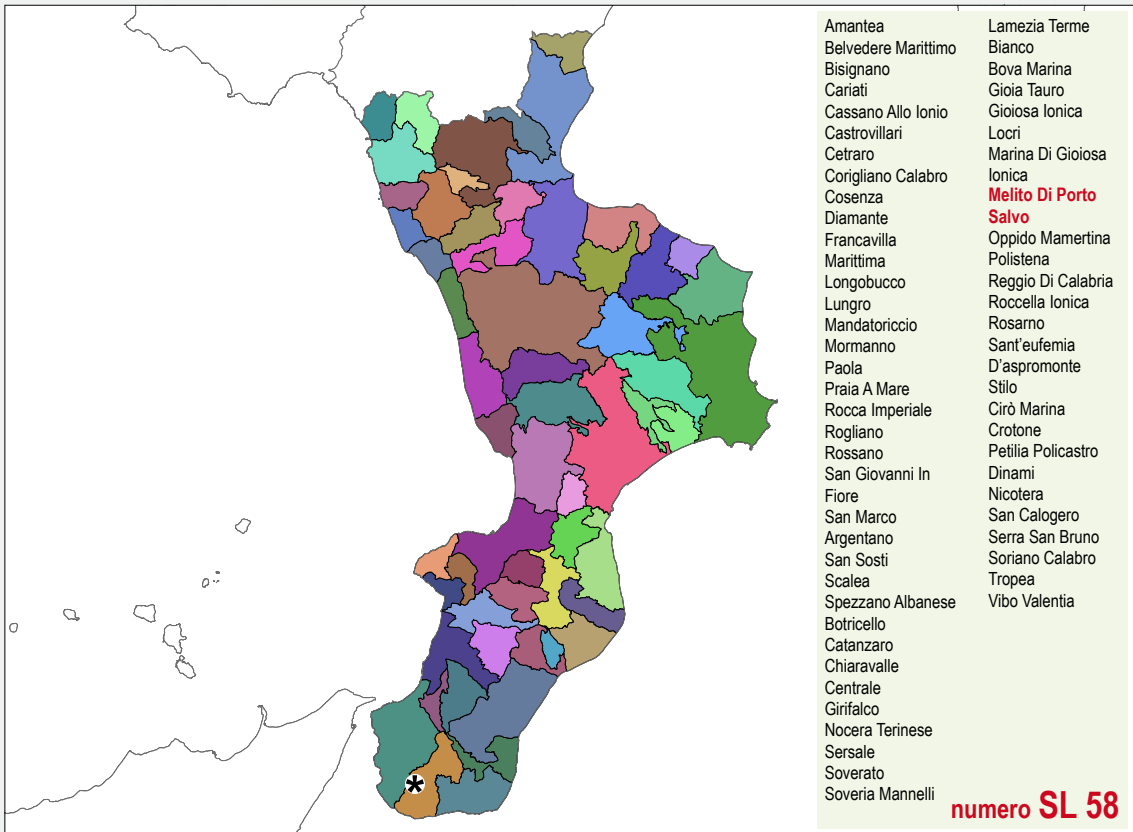 Amantea
Belvedere Marittimo
Bisignano
Cariati
Cassano Allo Ionio
Castrovillari
Cetraro
Corigliano Calabro
Cosenza
Diamante
Francavilla
Marittima
Longobucco
Lungro
Mandatoriccio
Mormanno
Paola
Praia A Mare
Rocca Imperiale
Rogliano
Rossano
San Giovanni In
Fiore
San Marco
Argentano
San Sosti
Scalea
Spezzano Albanese
Botricello
Catanzaro
Chiaravalle
Centrale
Girifalco
Nocera Terinese
Sersale
Soverato
Soveria Mannelli
Lamezia Terme
Bianco
Bova Marina
Gioia Tauro
Gioiosa Ionica
Locri
Marina Di Gioiosa
Ionica
Melito Di Porto
Salvo
Oppido Mamertina
Polistena
Reggio Di Calabria
Roccella Ionica
Rosarno
Sant'eufemia
D'aspromonte
Stilo
Cirò Marina
Crotone
Petilia Policastro
Dinami
Nicotera
San Calogero
Serra San Bruno
Soriano Calabro
Tropea
Vibo Valentia
numero SL 58
*